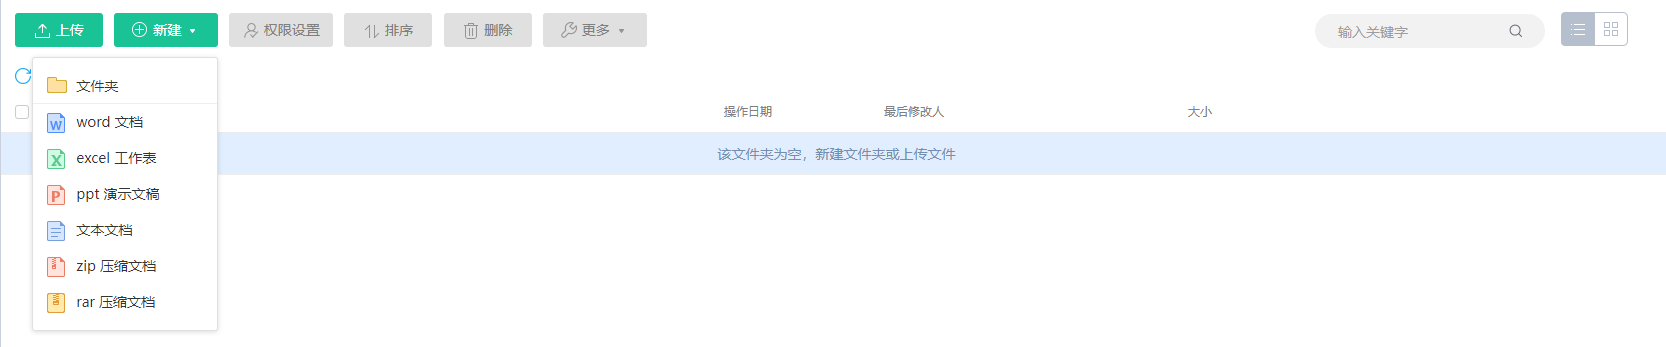 上传 新建 权限设置 排序 删除 更多 输入关键字
文件夹
操作日期 最后修改人 大小
word 文档
该文件夹为空，新建文件夹或上传文件
excel 工作表
ppt 演示文稿
文本文档
zip 压缩文档
rar 压缩文档